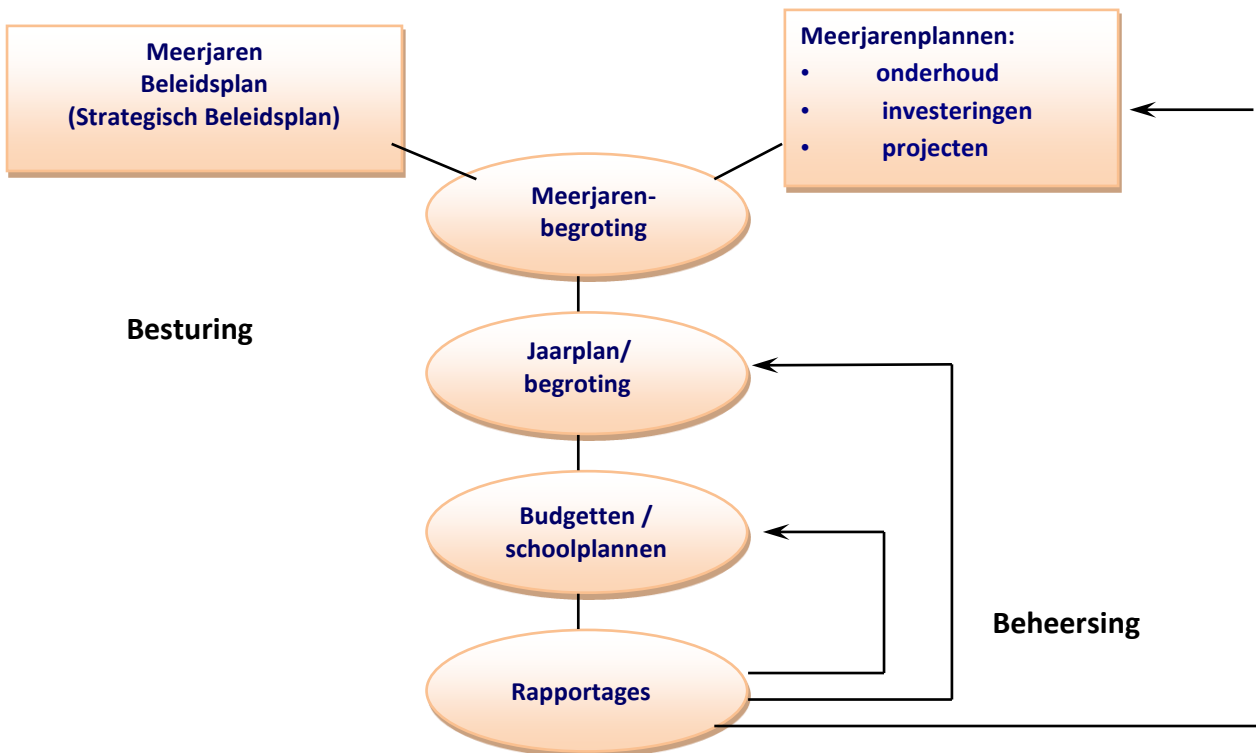 Meerjaren
Beleidsplan
(Strategisch Beleidsplan)
Meerjarenplannen:
• onderhoud
• investeringen
• projecten
Meerjaren-
begroting
Besturing
Jaarplan/
begroting
Budgetten /
schoolplannen
Beheersing
Rapportages